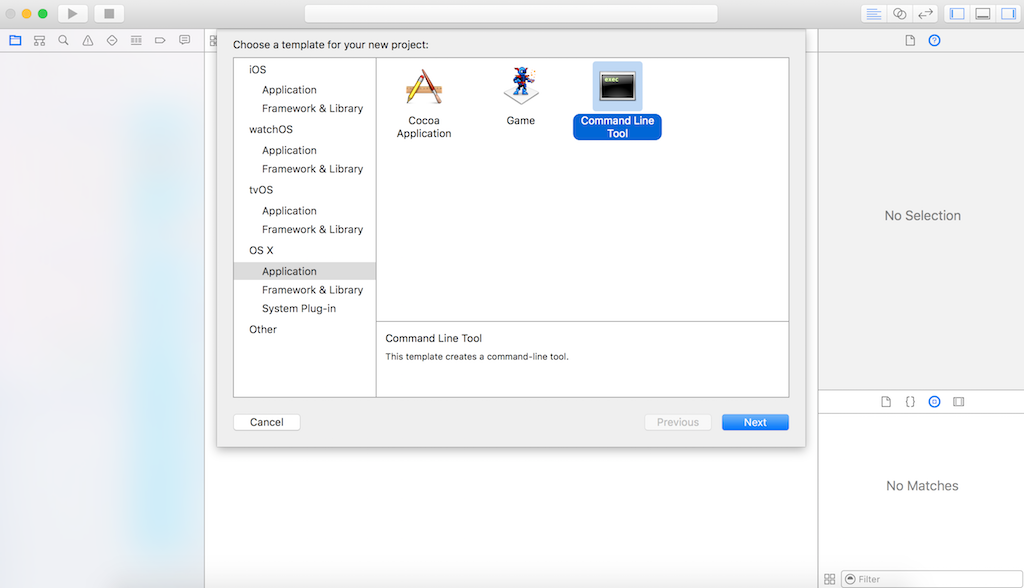 Choose a template for your new project:
iOS
Application
Framework & Library
watchOS
Application
Framework & Library
tvOS
Application
Framework & Library
OS X
Application
Framework & Library
System Plug-in
Other
Cocoa
Application
Game
exec
Command Line
Tool
Command Line Tool
This template creates a command-line tool.
Cancel
Previous
Next
No Selection
No Matches
Filter